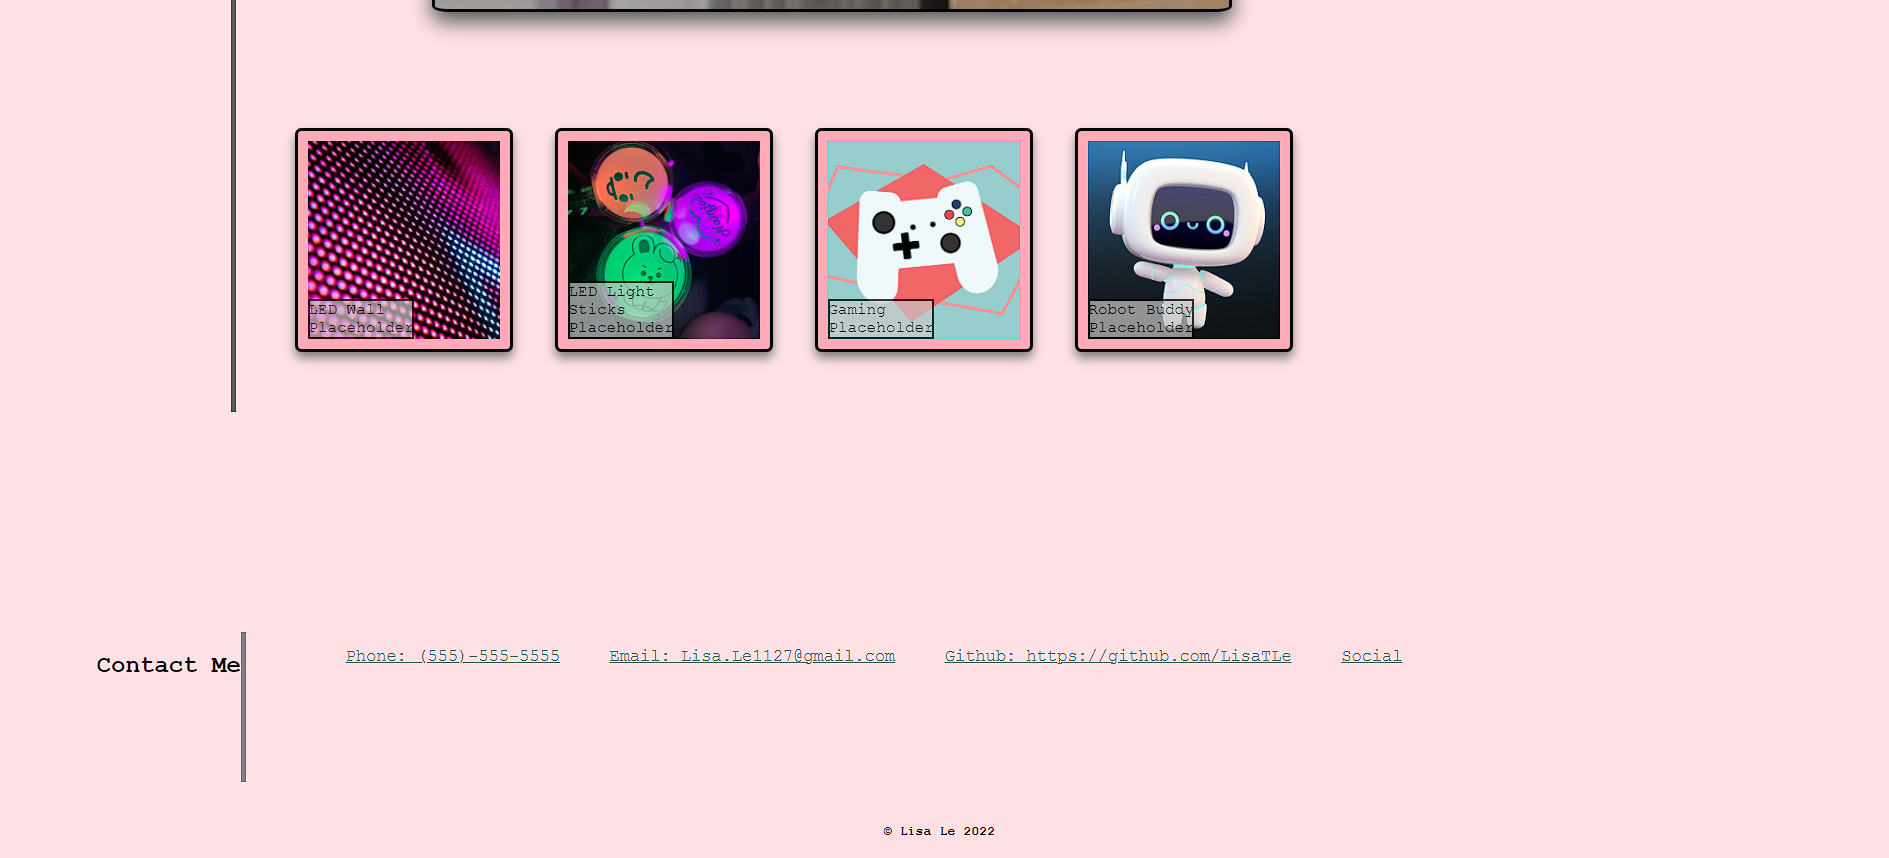 LED Wall
Placeholder
LED Light
Sticks
Placeholder
Gaming
Placeholder
Robot Buddy
Placeholder
Contact Me
Phone: (555)-555-5555 Email: Lisa.Le1127@gmail.com Github: https://github.com/LisaTLe Social
© Lisa Le 2022